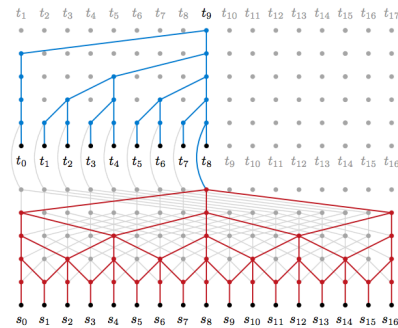 t₁ t₂ t₃ t₄ t₅ t₆ t₇ t₈ t₉ t₁₀ t₁₁ t₁₂ t₁₃ t₁₄ t₁₅ t₁₆ t₁₇
t₀ t₁ t₂ t₃ t₄ t₅ t₆ t₇ t₈ t₉ t₁₀ t₁₁ t₁₂ t₁₃ t₁₄ t₁₅ t₁₆
s₀ s₁ s₂ s₃ s₄ s₅ s₆ s₇ s₈ s₉ s₁₀ s₁₁ s₁₂ s₁₃ s₁₄ s₁₅ s₁₆